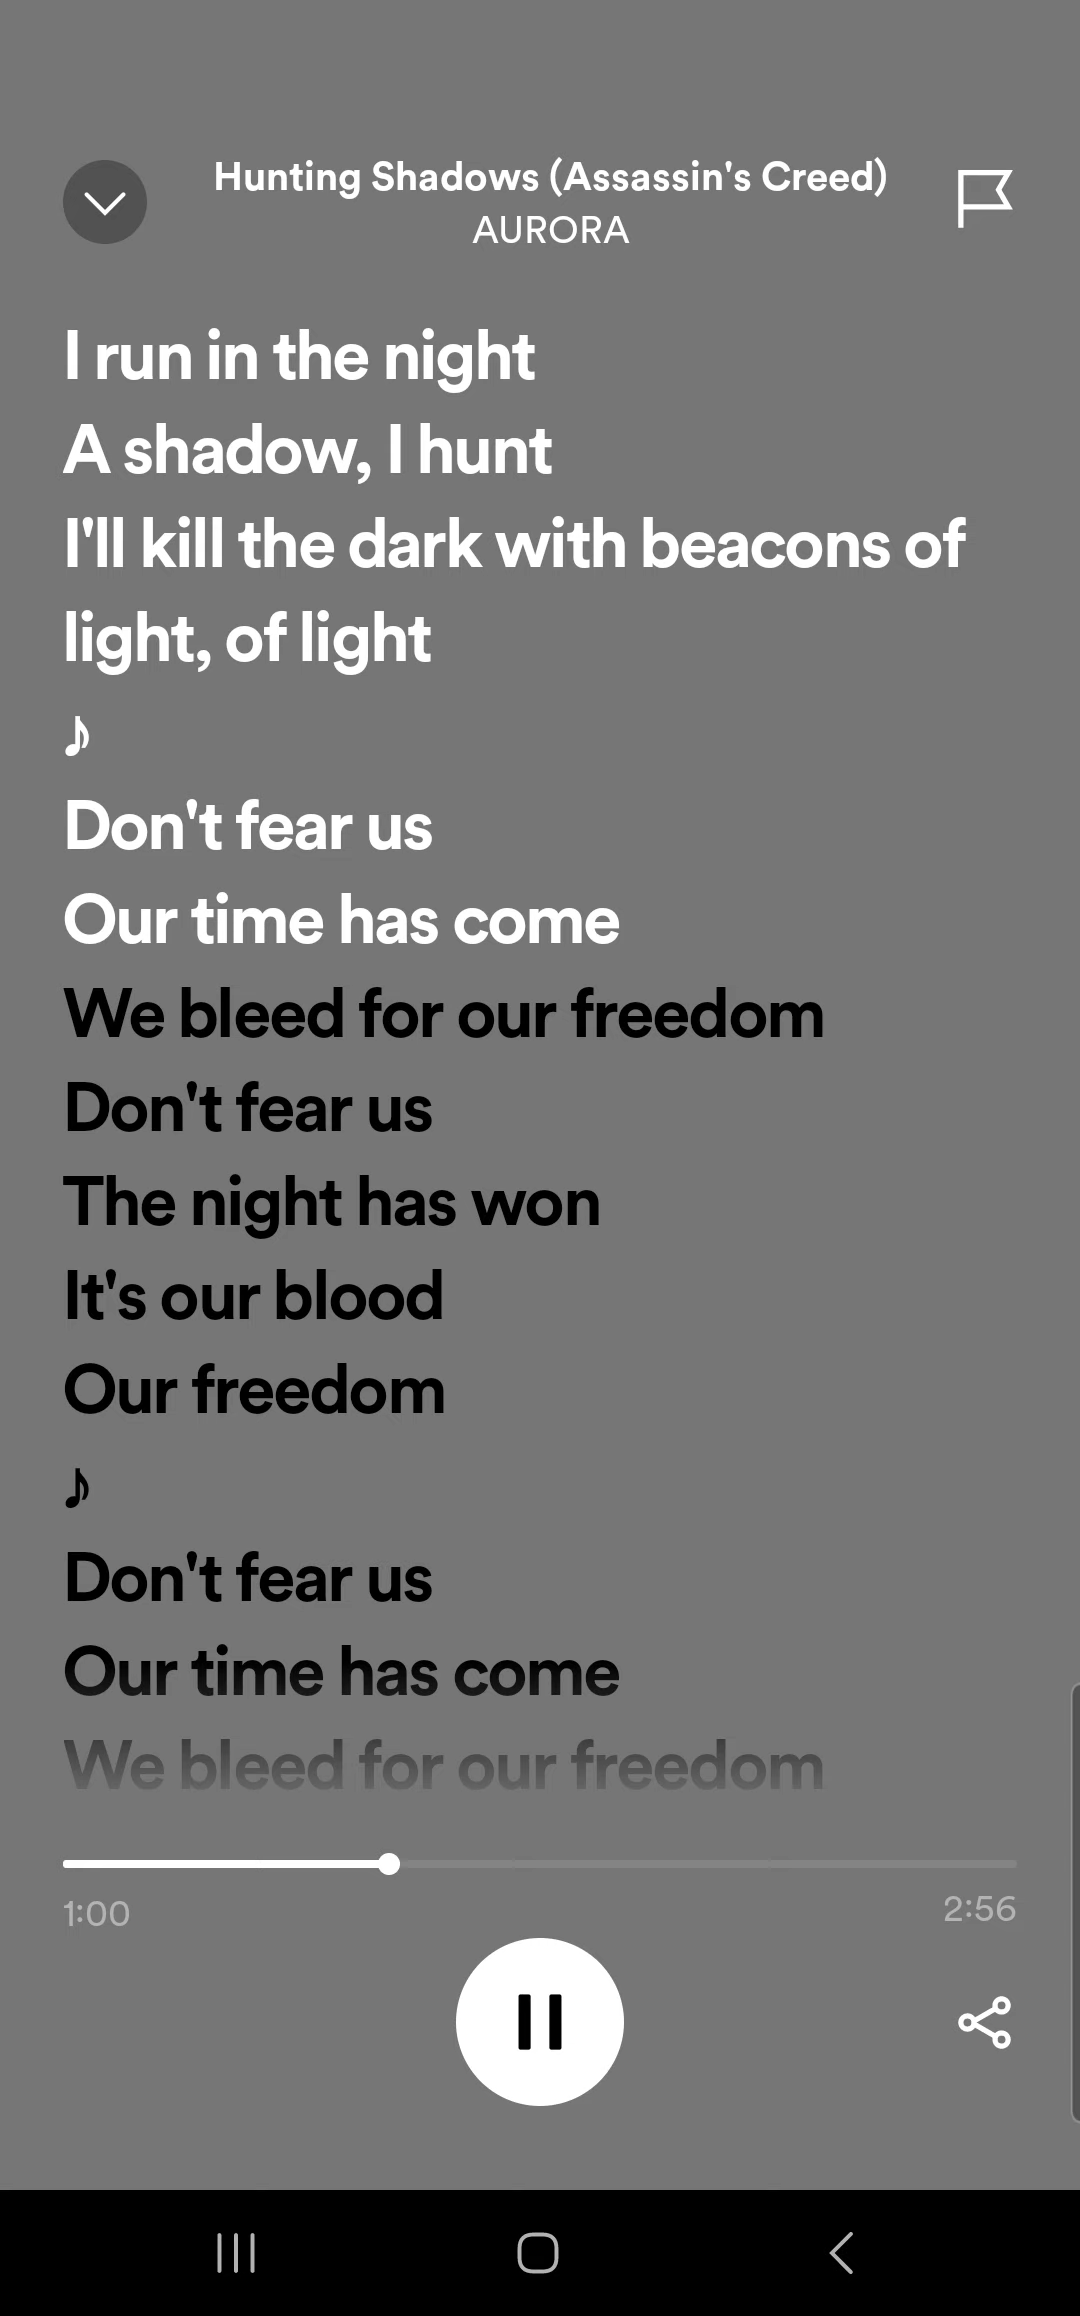 Hunting Shadows (Assassin's Creed)
AURORA
I run in the night
A shadow, I hunt
I'll kill the dark with beacons of
light, of light
♪
Don't fear us
Our time has come
We bleed for our freedom
Don't fear us
The night has won
It's our blood
Our freedom
♪
Don't fear us
Our time has come
We bleed for our freedom
1:00
2:56